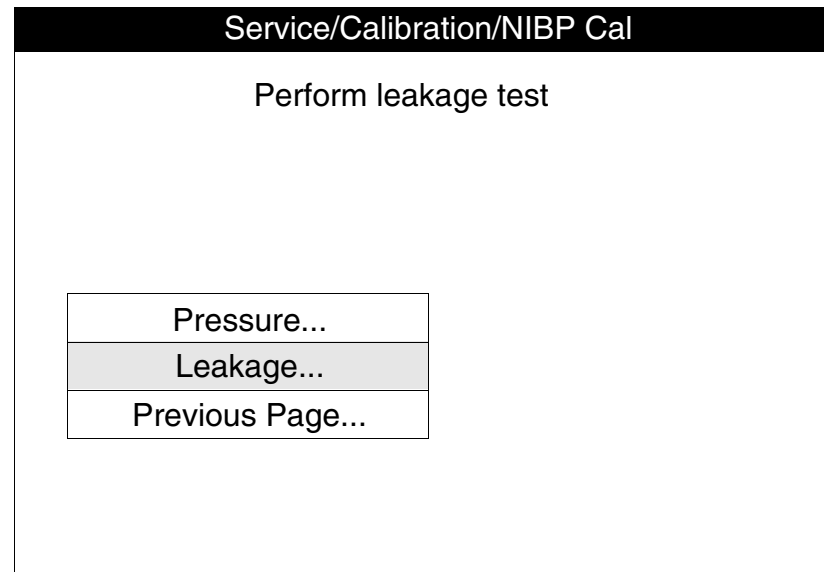 Service/Calibration/NIBP Cal
Perform leakage test
Pressure...
Leakage...
Previous Page...